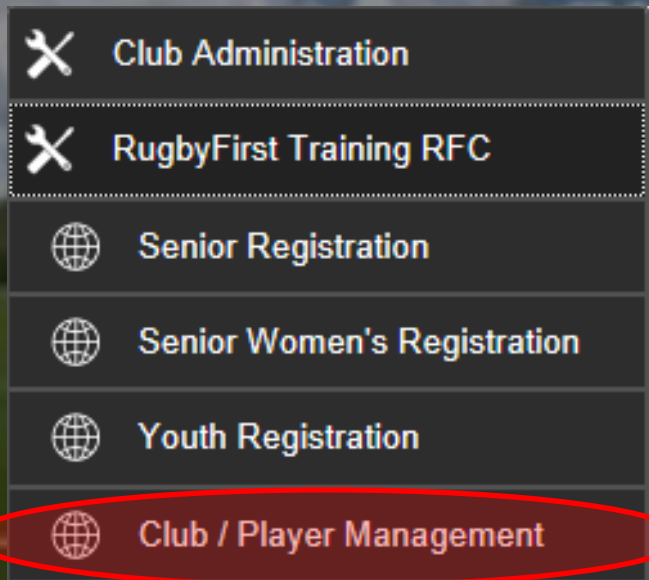 Club Administration
RugbyFirst Training RFC
Senior Registration
Senior Women's Registration
Youth Registration
Club / Player Management